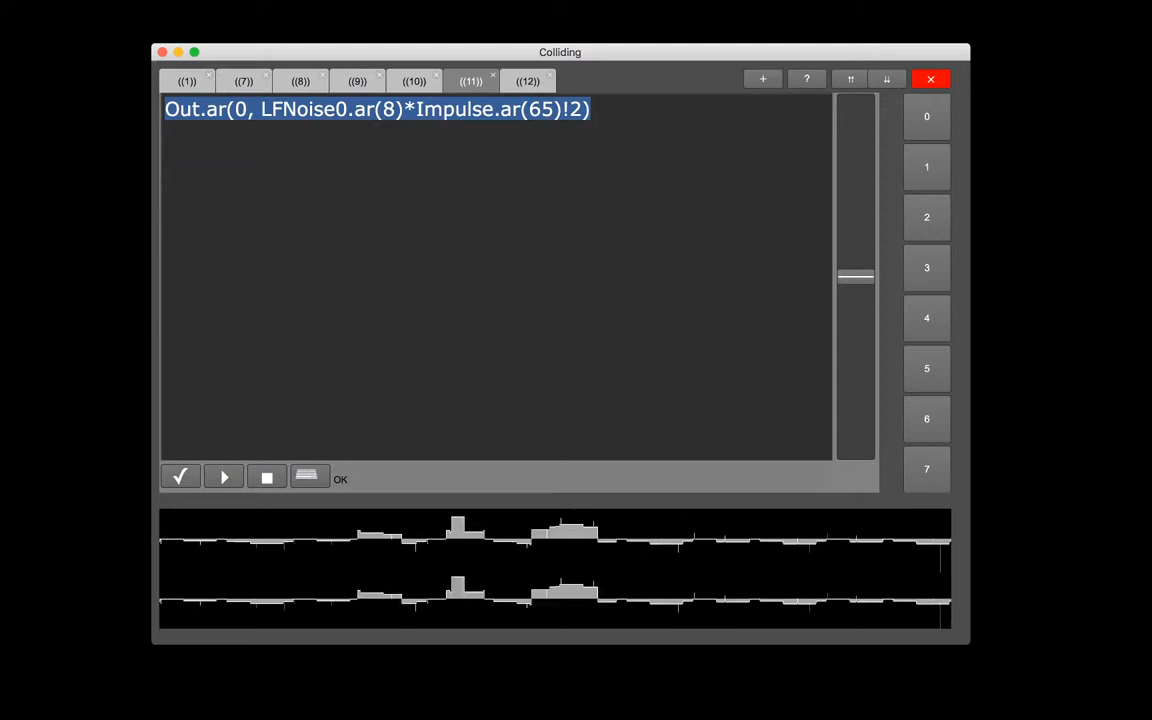 Colliding
((1)) ((7)) ((8)) ((9)) ((10)) ((11)) ((12)) + ?
Out.ar(0, LFNoise0.ar(8)*Impulse.ar(65)!2)
0
1
2
3
4
5
6
7
OK